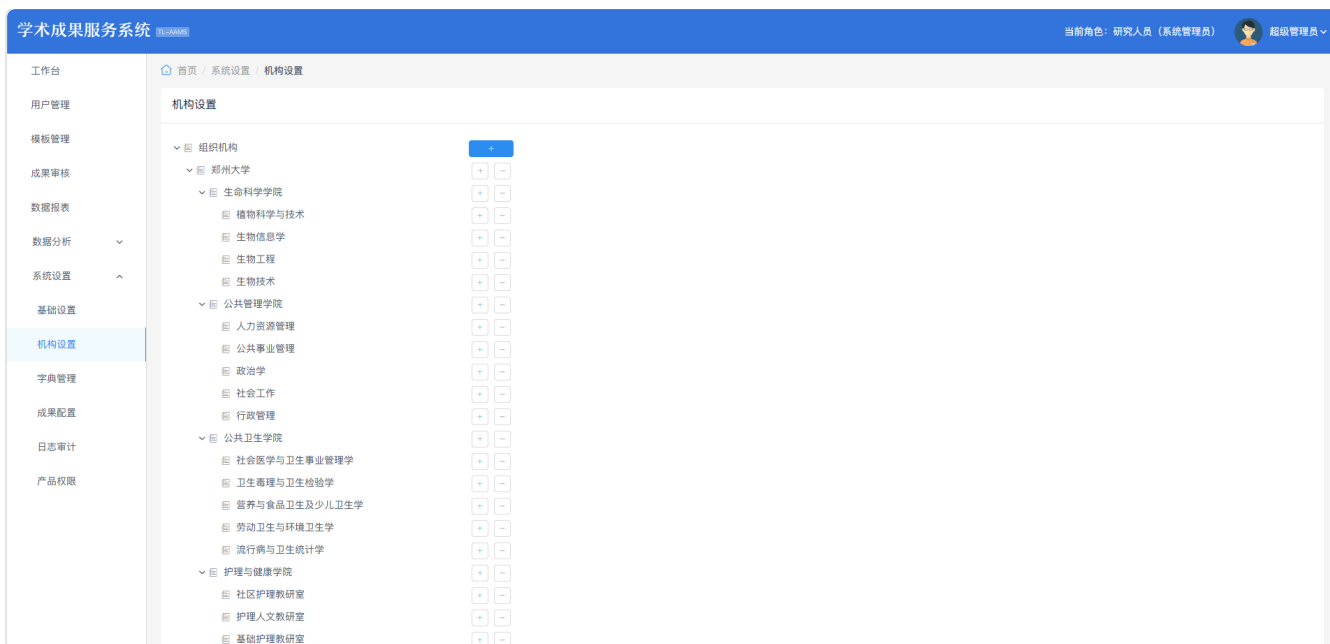 学术成果服务系统 TL-AAMS
当前角色：研究人员（系统管理员）
超级管理员
工作台
用户管理
模板管理
成果审核
数据报表
数据分析
系统设置
基础设置
机构设置
字典管理
成果配置
日志审计
产品权限
首页 / 系统设置 / 机构设置
机构设置
组织机构
郑州大学
生命科学学院
植物科学与技术
生物信息学
生物工程
生物技术
公共管理学院
人力资源管理
公共事业管理
政治学
社会工作
行政管理
公共卫生学院
社会医学与卫生事业管理学
卫生毒理与卫生检验学
营养与食品卫生及少儿卫生学
劳动卫生与环境卫生学
流行病与卫生统计学
护理与健康学院
社区护理教研室
护理人文教研室
基础护理教研室